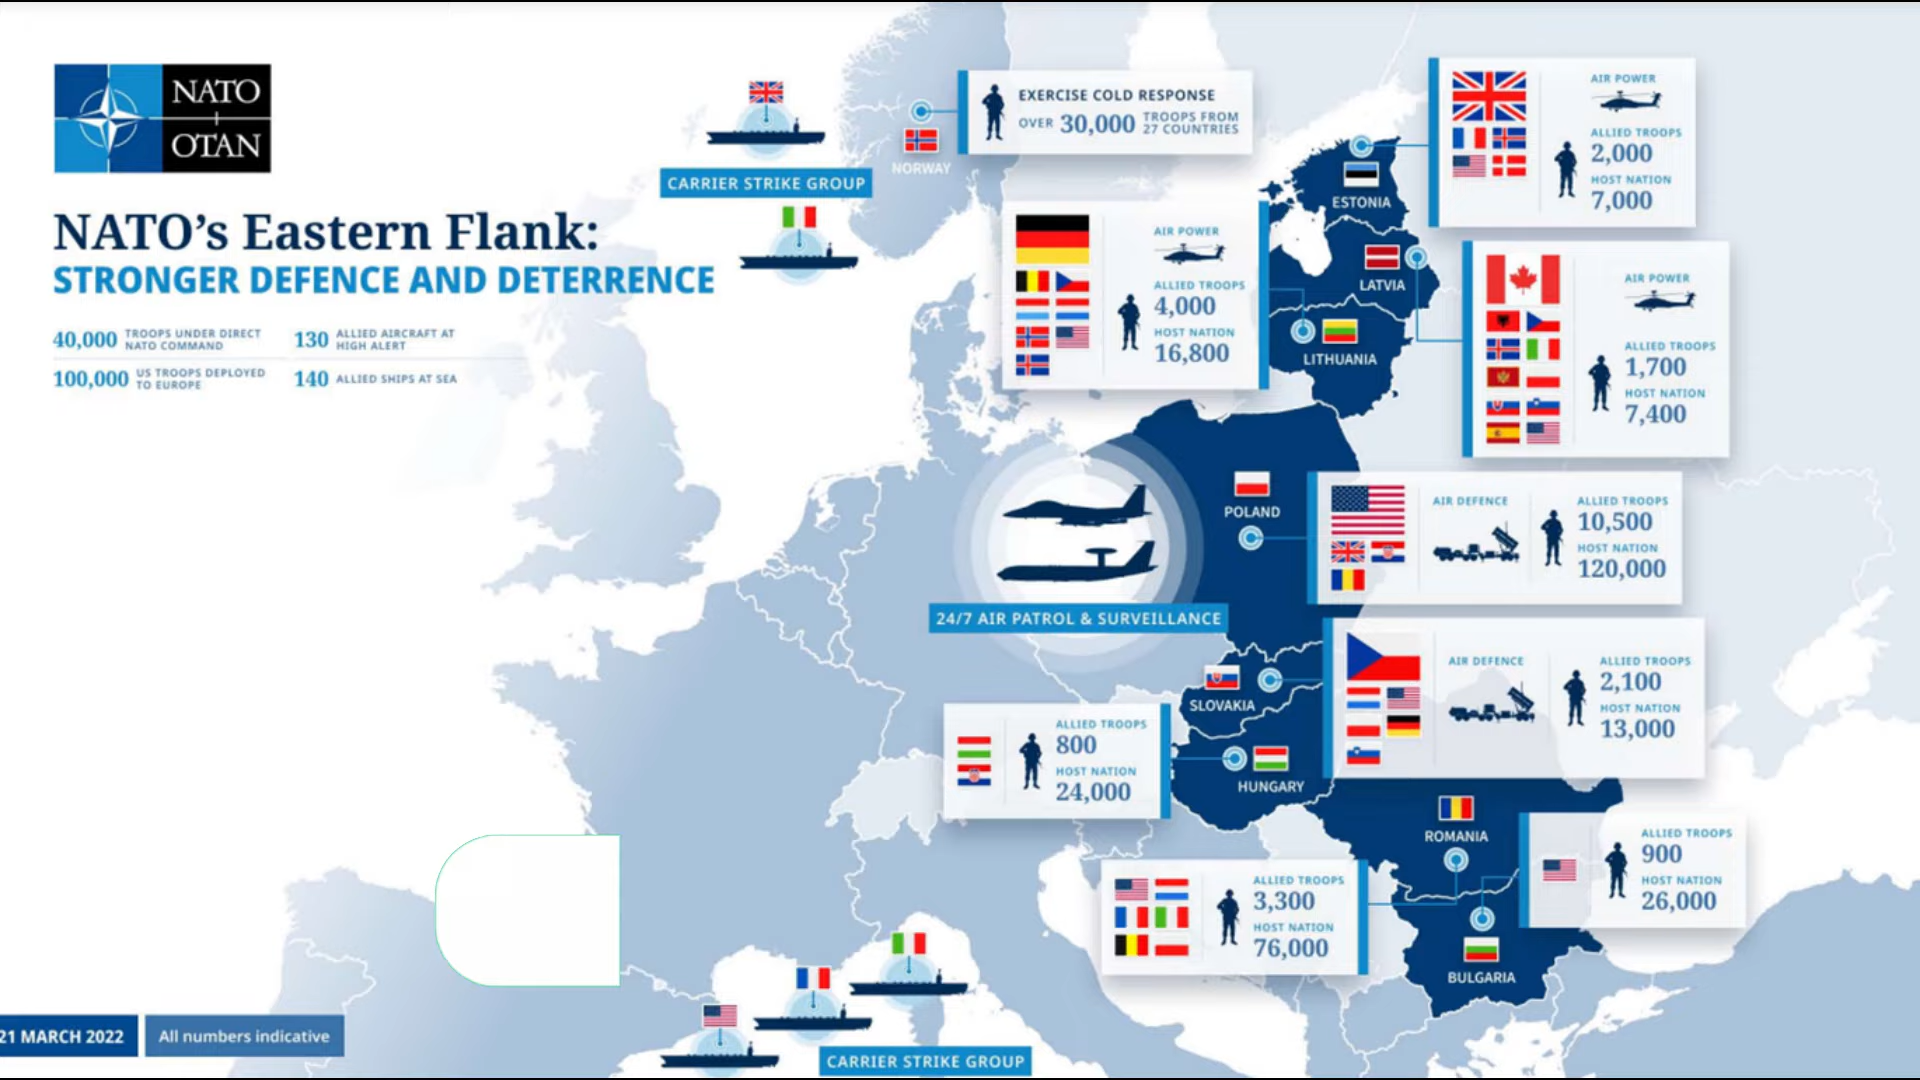 NATO
OTAN
NATO's Eastern Flank:
STRONGER DEFENCE AND DETERRENCE
40,000 TROOPS UNDER DIRECT
NATO COMMAND
130 ALLIED AIRCRAFT AT
HIGH ALERT
100,000 US TROOPS DEPLOYED
TO EUROPE
140 ALLIED SHIPS AT SEA
CARRIER STRIKE GROUP
NORWAY
EXERCISE COLD RESPONSE
OVER 30,000 TROOPS FROM
27 COUNTRIES
ESTONIA
AIR POWER
ALLIED TROOPS
2,000
HOST NATION
7,000
AIR POWER
ALLIED TROOPS
4,000
HOST NATION
16,800
LATVIA
LITHUANIA
AIR POWER
ALLIED TROOPS
1,700
HOST NATION
7,400
POLAND
AIR DEFENCE
ALLIED TROOPS
10,500
HOST NATION
120,000
24/7 AIR PATROL & SURVEILLANCE
SLOVAKIA
AIR DEFENCE
ALLIED TROOPS
2,100
HOST NATION
13,000
ALLIED TROOPS
800
HOST NATION
24,000
HUNGARY
ROMANIA
ALLIED TROOPS
900
HOST NATION
26,000
ALLIED TROOPS
3,300
HOST NATION
76,000
BULGARIA
21 MARCH 2022
All numbers indicative
CARRIER STRIKE GROUP